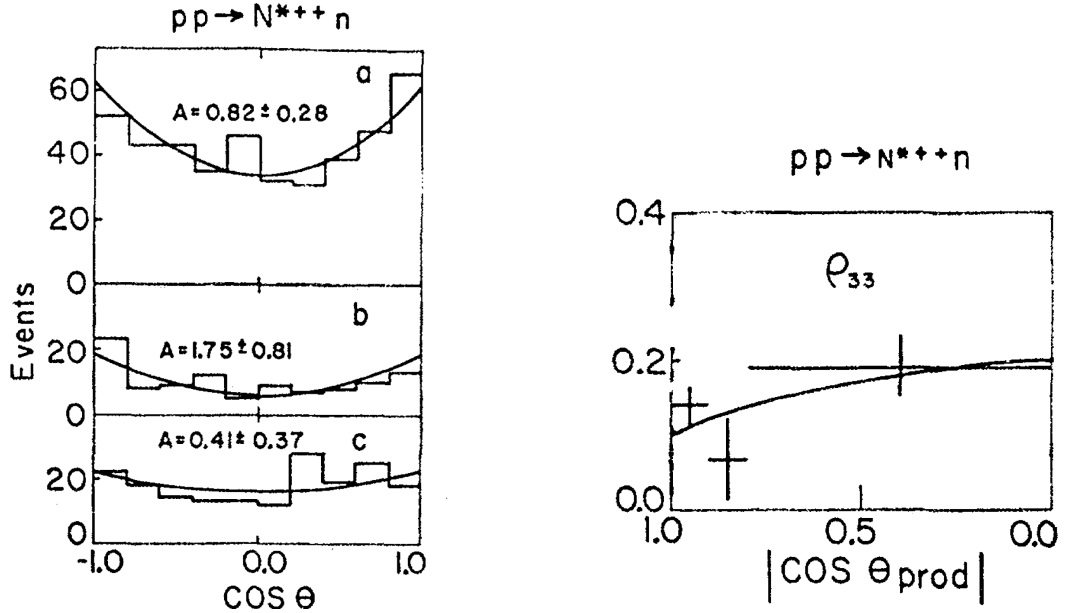 pp → N*++ n
a
60
A = 0.82 ± 0.28
40
20
0
b
20
A = 1.75 ± 0.81
0
A = 0.41 ± 0.37
c
20
0
-1.0
0.0
1.0
COS θ
Events
pp → N*++ n
0.4
ρ33
0.2
0.0
1.0
0.5
0.0
|COS θprod|